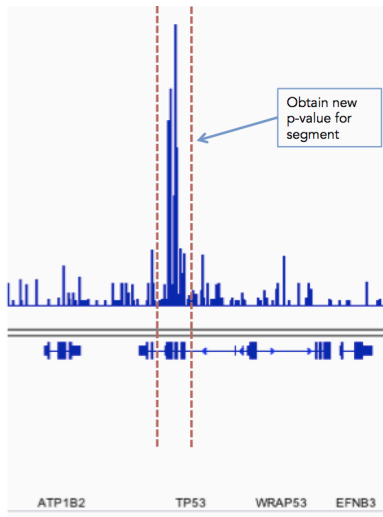 Obtain new
p-value for
segment
ATP1B2 TP53 WRAP53 EFNB3